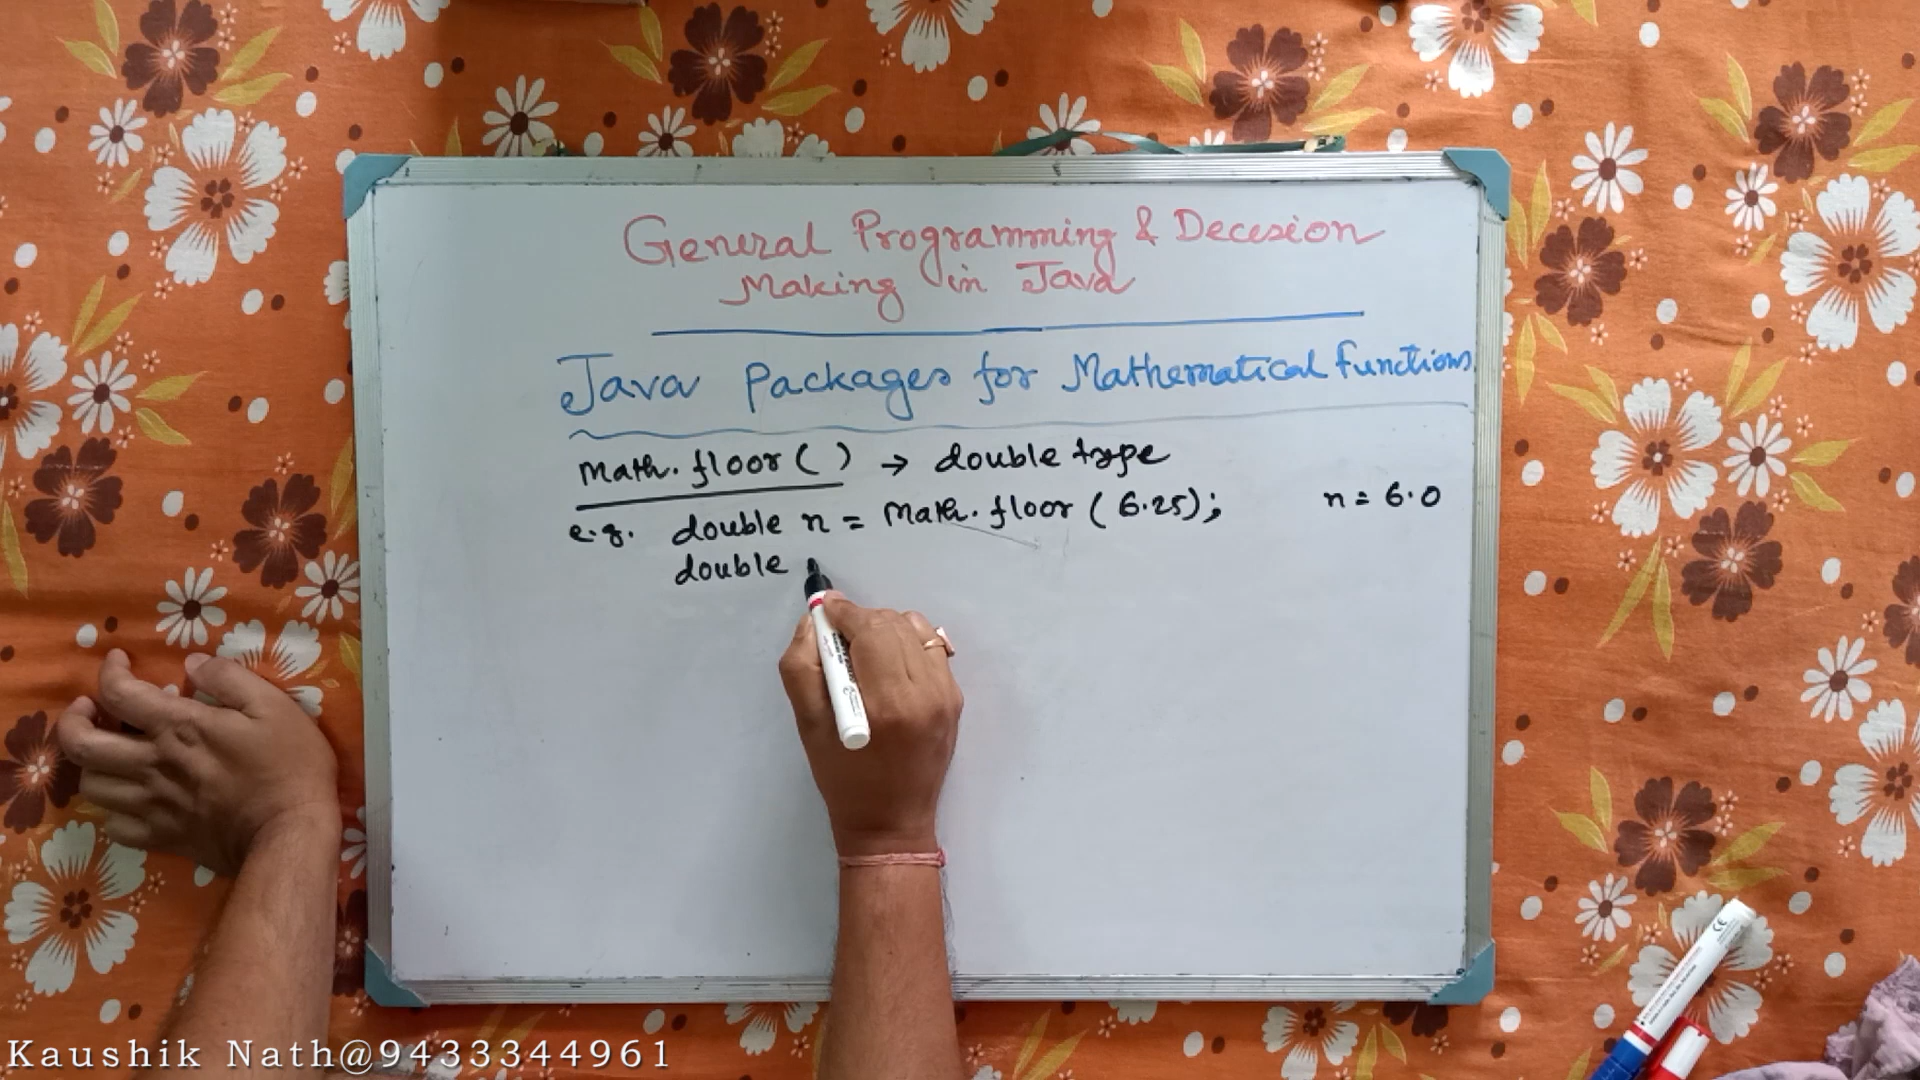 General Programming & Decesion
Making in Java
Java Packages for Mathematical Functions
Math. floor ( ) → double type
e.g. double n = Math. floor ( 6.25) ; n = 6.0
double
Kaushik Nath@9433344961